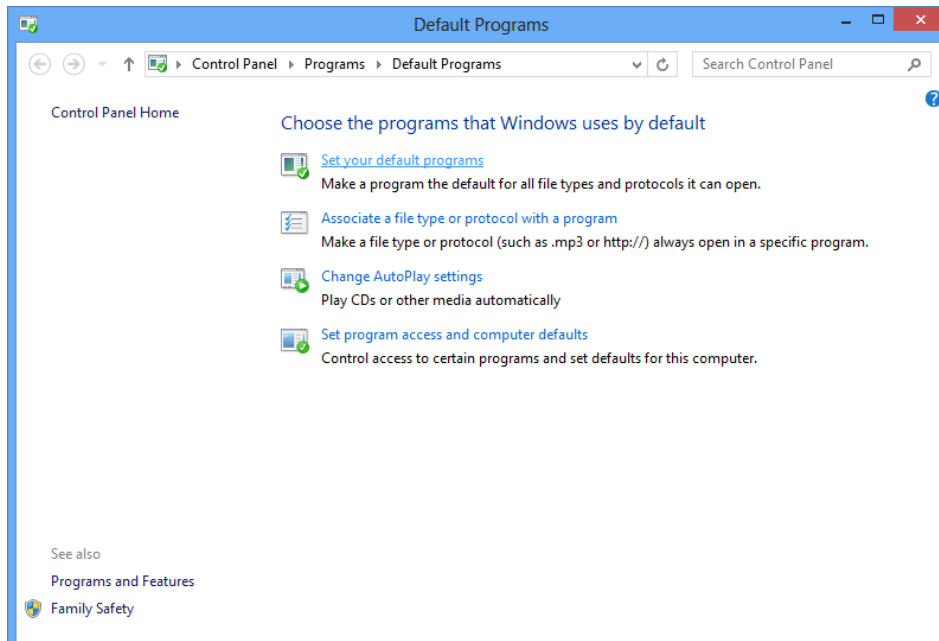 Default Programs
Control Panel Programs Default Programs
Search Control Panel
Control Panel Home
Choose the programs that Windows uses by default
Set your default programs
Make a program the default for all file types and protocols it can open.
Associate a file type or protocol with a program
Make a file type or protocol (such as .mp3 or http://) always open in a specific program.
Change AutoPlay settings
Play CDs or other media automatically
Set program access and computer defaults
Control access to certain programs and set defaults for this computer.
See also
Programs and Features
Family Safety